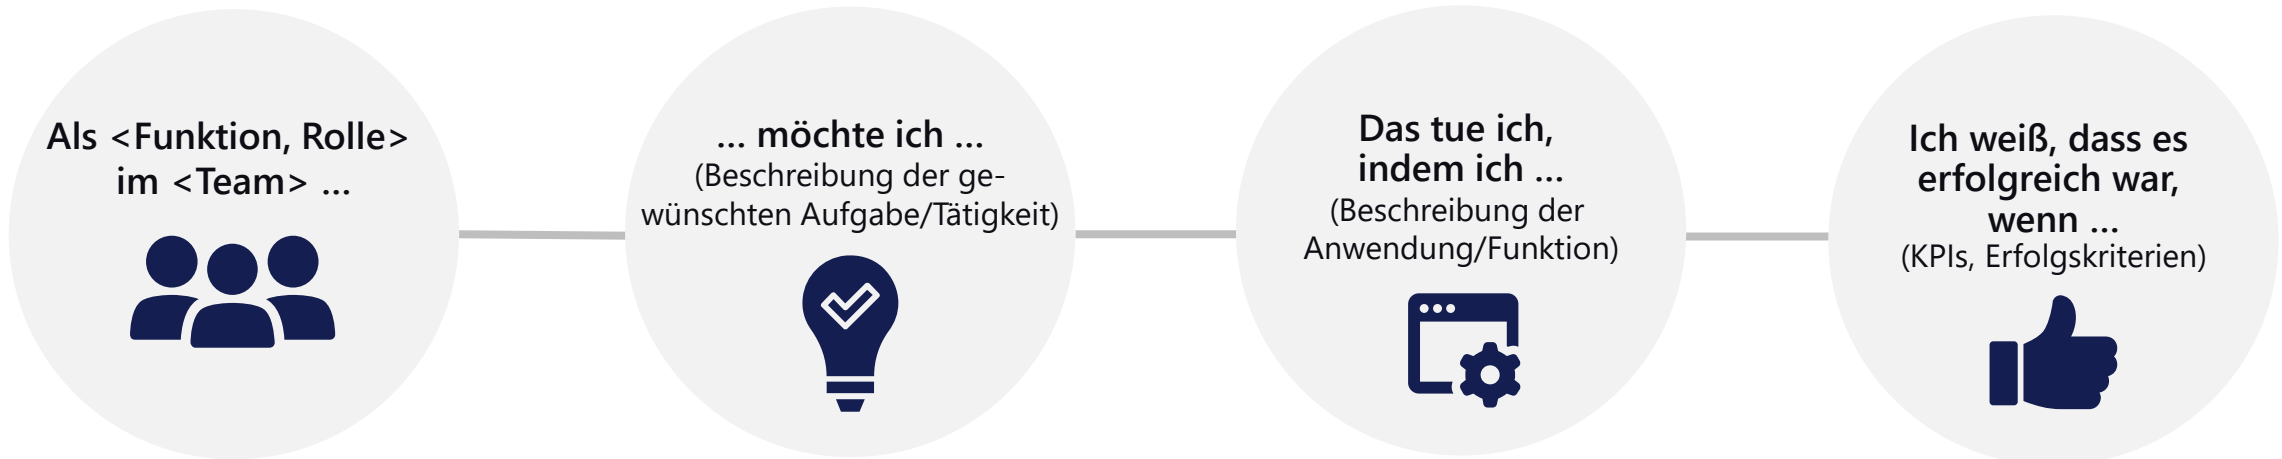 Als <Funktion, Rolle>
im <Team> ...
... möchte ich ...
(Beschreibung der ge-
wünschten Aufgabe/Tätigkeit)
Das tue ich,
indem ich ...
(Beschreibung der
Anwendung/Funktion)
Ich weiß, dass es
erfolgreich war,
wenn ...
(KPIs, Erfolgskriterien)